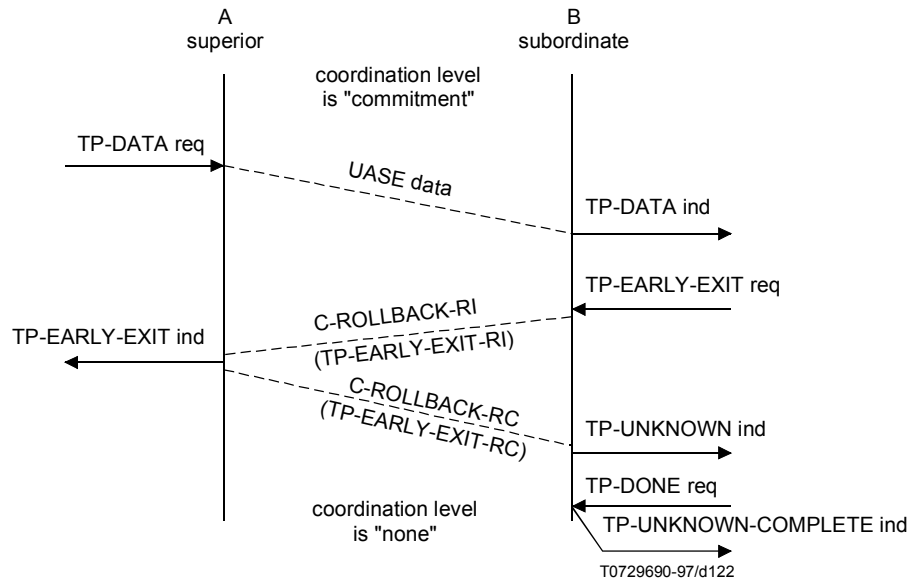 A
superior
B
subordinate
coordination level
is "commitment"
TP-DATA req
UASE data
TP-DATA ind
TP-EARLY-EXIT req
C-ROLLBACK-RI
TP-EARLY-EXIT ind
(TP-EARLY-EXIT-RI)
C-ROLLBACK-RC
(TP-EARLY-EXIT-RC)
TP-UNKNOWN ind
TP-DONE req
coordination level
is "none"
TP-UNKNOWN-COMPLETE ind
T0729690-97/d122